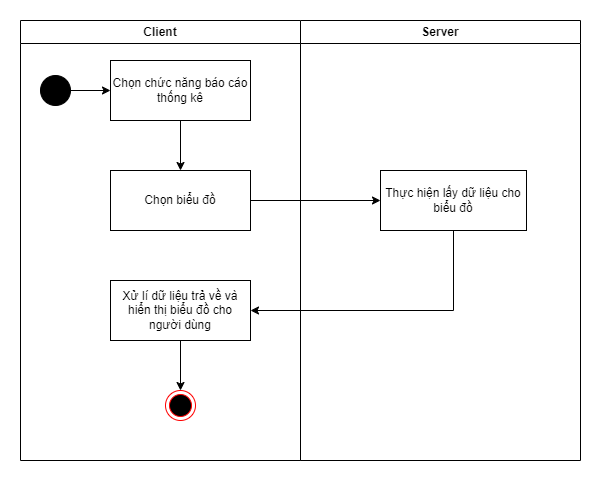 Client
Server
Chọn chức năng báo cáo
thống kê
Chọn biểu đồ
Thực hiện lấy dữ liệu cho
biểu đồ
Xử lí dữ liệu trả về và
hiển thị biểu đồ cho
người dùng